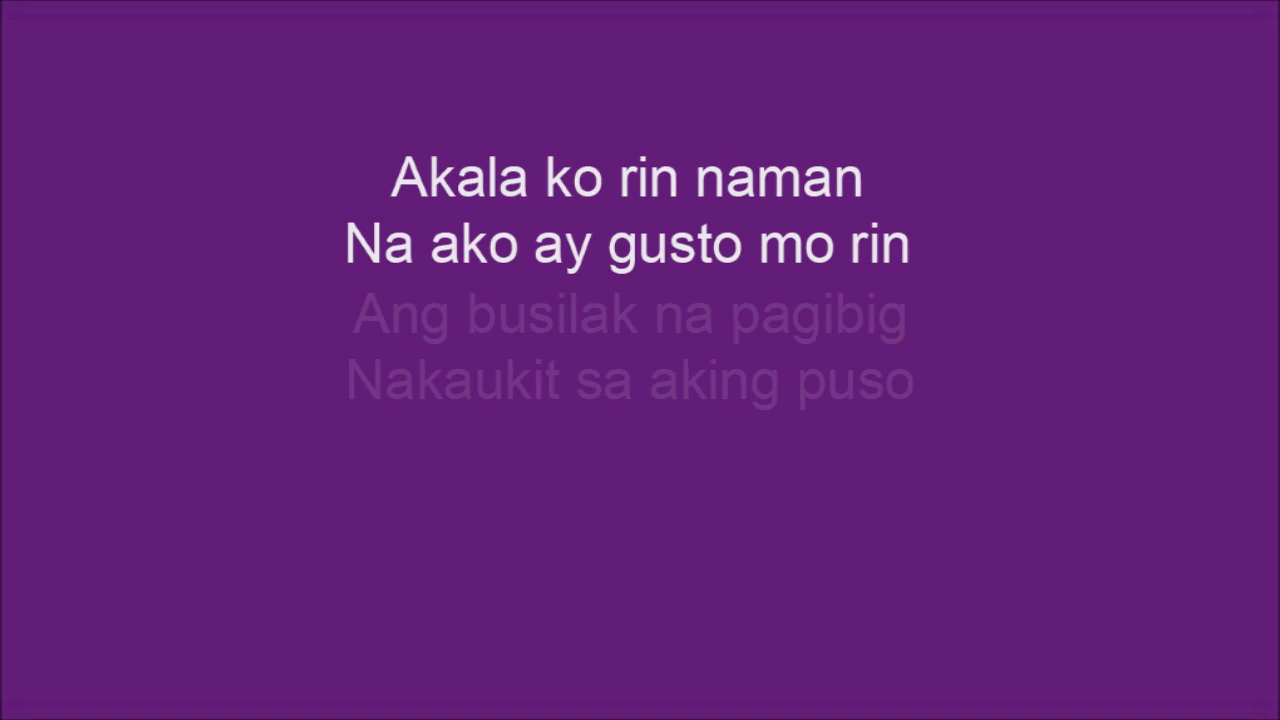 Akala ko rin naman
Na ako ay gusto mo rin
Ang busilak na pagibig
Nakaukit sa aking puso